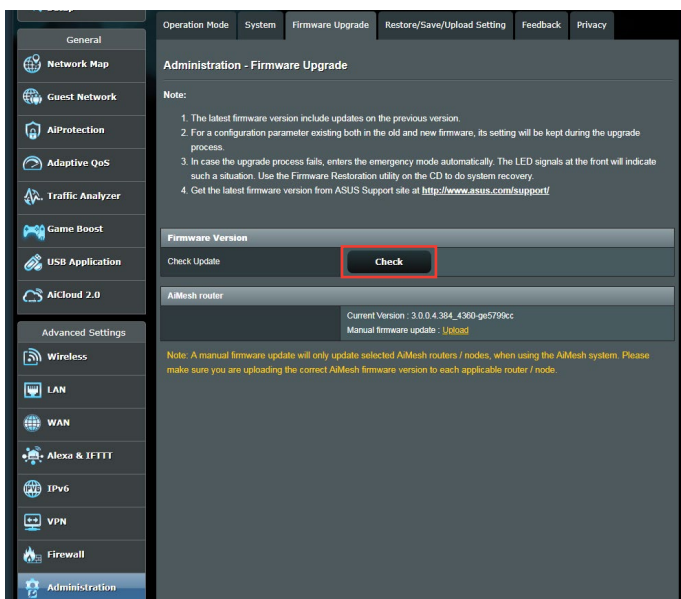 General
Network Map
Guest Network
AiProtection
Adaptive QoS
Traffic Analyzer
Game Boost
USB Application
AiCloud 2.0
Advanced Settings
Wireless
LAN
WAN
Alexa & IFTTT
IPv6
VPN
Firewall
Administration
Operation Mode System Firmware Upgrade Restore/Save/Upload Setting Feedback Privacy
Administration - Firmware Upgrade
Note:
1. The latest firmware version include updates on the previous version.
2. For a configuration parameter existing both in the old and new firmware, its setting will be kept during the upgrade
process.
3. In case the upgrade process fails, enters the emergency mode automatically. The LED signals at the front will indicate
such a situation. Use the Firmware Restoration utility on the CD to do system recovery.
4. Get the latest firmware version from ASUS Support site at http://www.asus.com/support/
Firmware Version
Check Update Check
AiMesh router
Current Version : 3.0.0.4.384_4360-ge5799cc
Manual firmware update : Upload
Note: A manual firmware update will only update selected AiMesh routers / nodes, when using the AiMesh system. Please
make sure you are uploading the correct AiMesh firmware version to each applicable router / node.